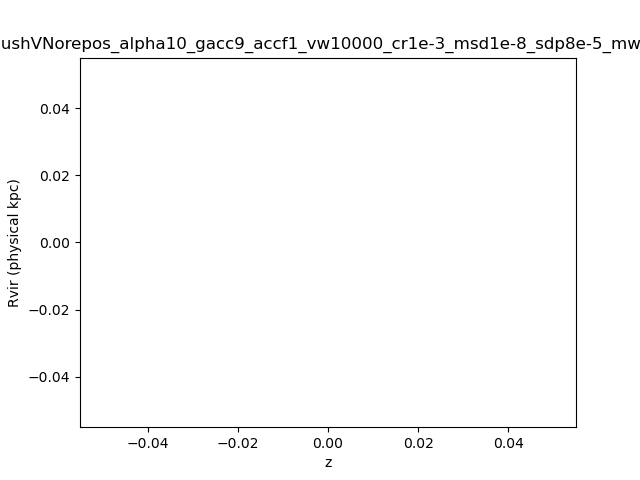 ushVNorepos_alpha10_gacc9_accf1_vw10000_cr1e-3_msd1e-8_sdp8e-5_mw
0.04
0.02
0.00
−0.02
−0.04
Rvir (physical kpc)
−0.04 −0.02 0.00 0.02 0.04
z